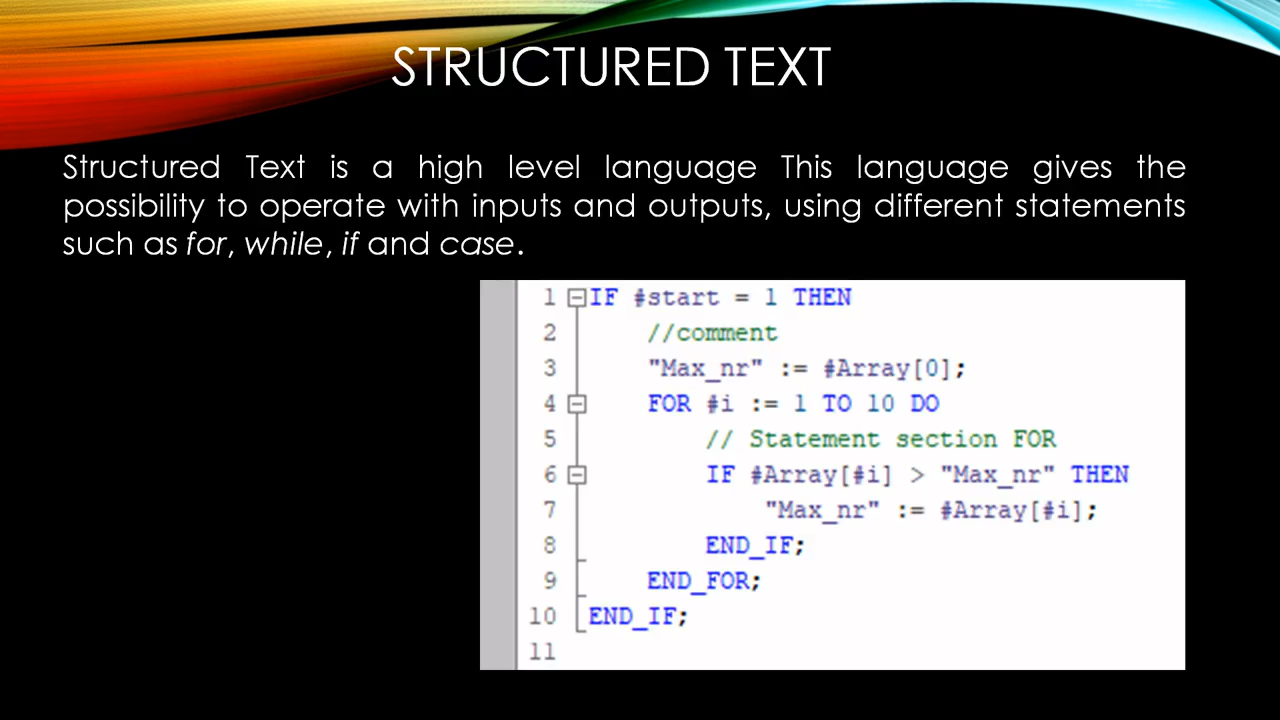 STRUCTURED TEXT
Structured Text is a high level language This language gives the
possibility to operate with inputs and outputs, using different statements
such as for, while, if and case.
1 IF #start = 1 THEN
2 //comment
3 "Max_nr" := #Array[0];
4 FOR #i := 1 TO 10 DO
5 // Statement section FOR
6 IF #Array[#i] > "Max_nr" THEN
7 "Max_nr" := #Array[#i];
8 END_IF;
9 END_FOR;
10 END_IF;
11